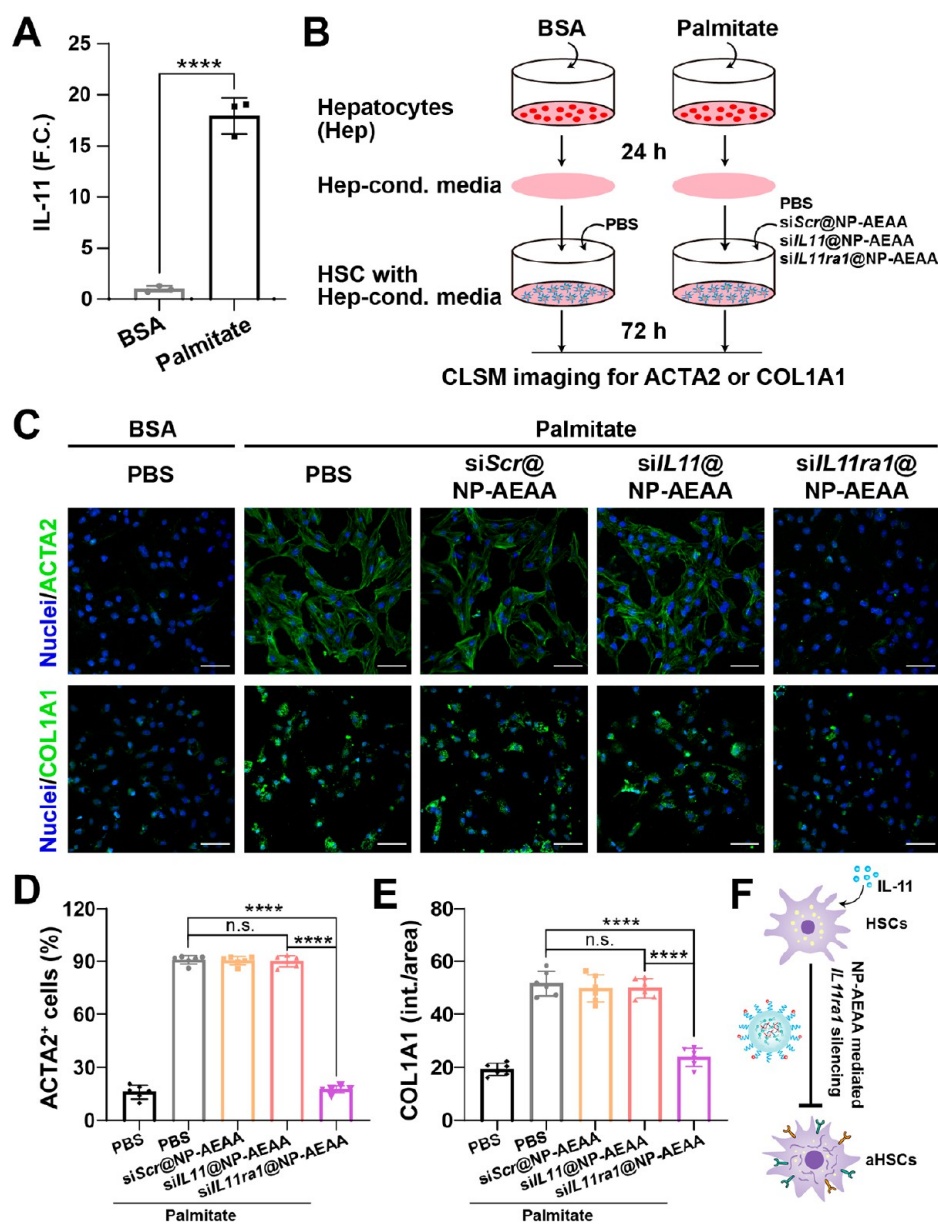 A
25
20
15
10
5
0
IL-11 (F.C.)
****
BSA
Palmitate
B
BSA
Palmitate
Hepatocytes
(Hep)
24 h
Hep-cond. media
PBS
PBS
siScr@NP-AEAA
siIL11@NP-AEAA
siIL11ra1@NP-AEAA
HSC with
Hep-cond. media
72 h
CLSM imaging for ACTA2 or COL1A1
C
BSA
Palmitate
PBS
PBS
siScr@
NP-AEAA
siIL11@
NP-AEAA
siIL11ra1@
NP-AEAA
Nuclei/ACTA2
Nuclei/COL1A1
D
120
90
60
30
0
ACTA2+ cells (%)
****
n.s.
****
PBS
PBS
siScr@NP-AEAA
siIL11@NP-AEAA
siIL11ra1@NP-AEAA
Palmitate
E
80
60
40
20
0
COL1A1 (int./area)
****
n.s.
****
PBS
PBS
siScr@NP-AEAA
siIL11@NP-AEAA
siIL11ra1@NP-AEAA
Palmitate
F
IL-11
HSCs
NP-AEAA mediated
IL11ra1 silencing
aHSCs